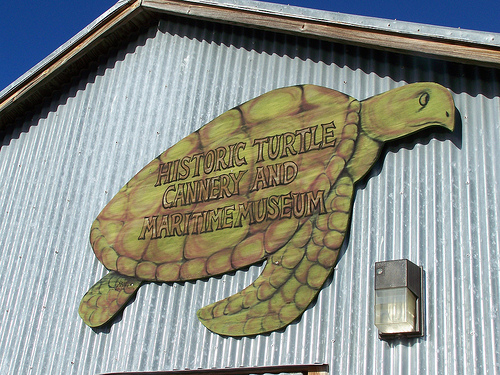 HISTORIC TURTLE
CANNERY AND
MARITIME MUSEUM